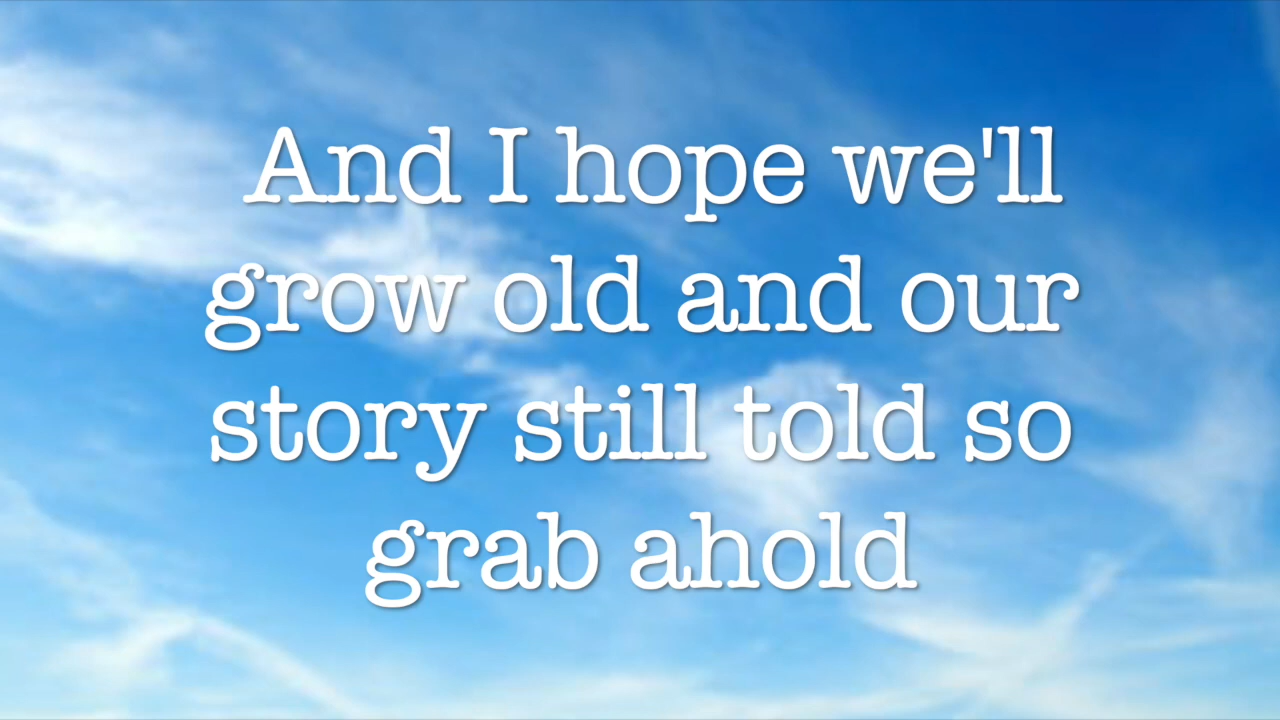 And I hope we'll
grow old and our
story still told so
grab ahold